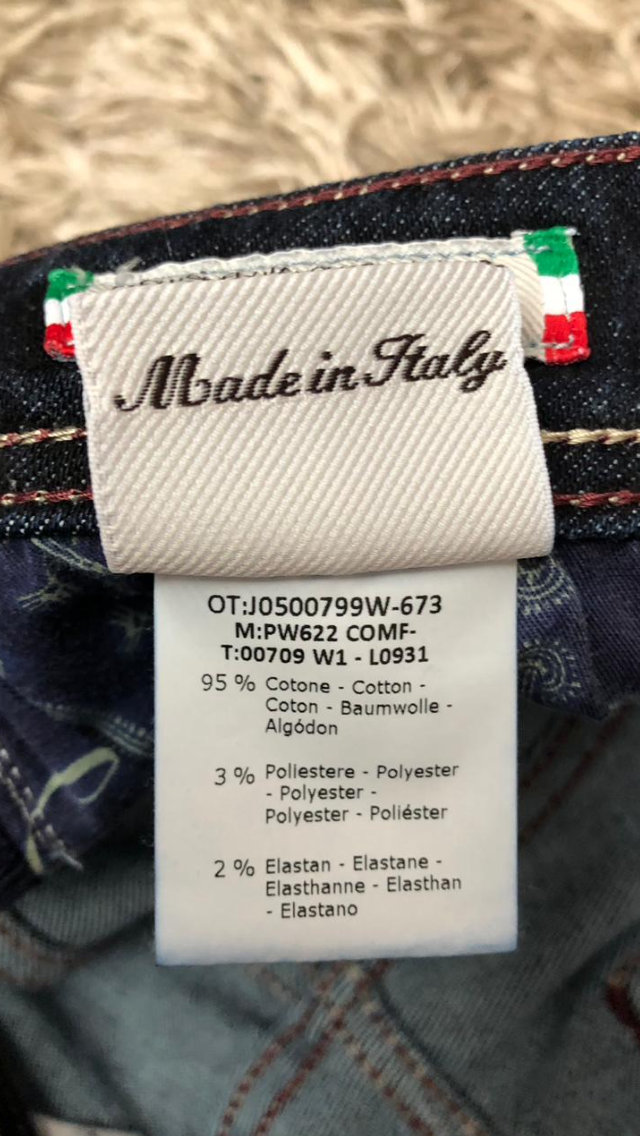 Made in Italy
OT:J0500799W-673
M:PW622 COMF-
T:00709 W1 - L0931
95 % Cotone - Cotton -
Coton - Baumwolle -
Algódon
3 % Poliestere - Polyester
- Polyester -
Polyester - Poliéster
2 % Elastan - Elastane -
Elasthanne - Elasthan
- Elastano